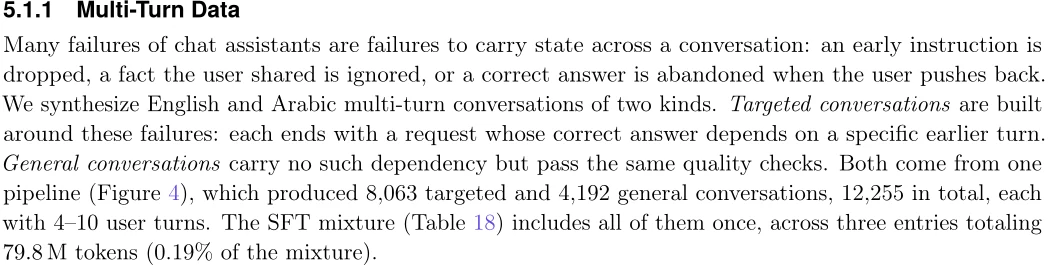 5.1.1 Multi-Turn Data
Many failures of chat assistants are failures to carry state across a conversation: an early instruction is
dropped, a fact the user shared is ignored, or a correct answer is abandoned when the user pushes back.
We synthesize English and Arabic multi-turn conversations of two kinds. Targeted conversations are built
around these failures: each ends with a request whose correct answer depends on a specific earlier turn.
General conversations carry no such dependency but pass the same quality checks. Both come from one
pipeline (Figure 4), which produced 8,063 targeted and 4,192 general conversations, 12,255 in total, each
with 4–10 user turns. The SFT mixture (Table 18) includes all of them once, across three entries totaling
79.8 M tokens (0.19% of the mixture).